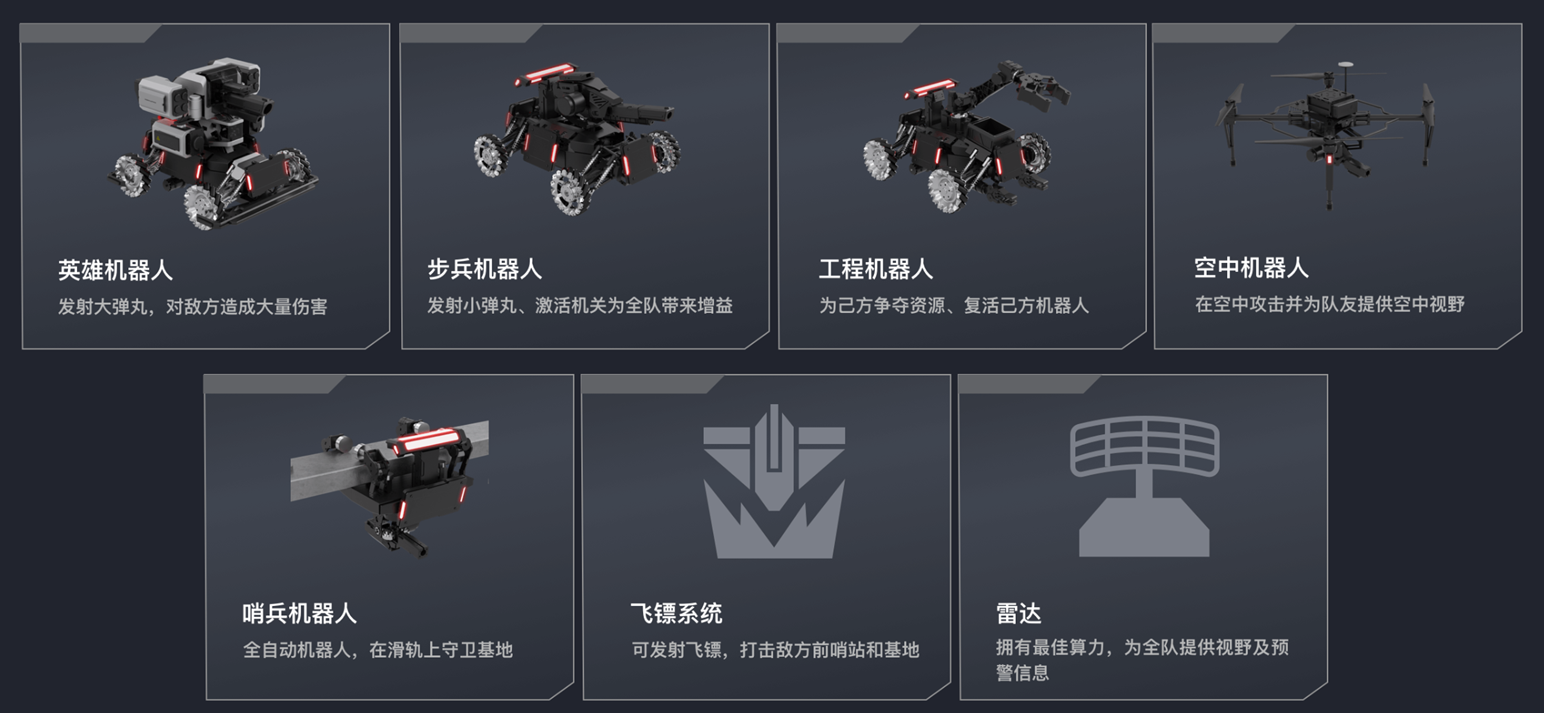 英雄机器人
发射大弹丸，对敌方造成大量伤害
步兵机器人
发射小弹丸、激活机关为全队带来增益
工程机器人
为己方争夺资源、复活己方机器人
空中机器人
在空中攻击并为队友提供空中视野
哨兵机器人
全自动机器人，在滑轨上守卫基地
飞镖系统
可发射飞镖，打击敌方前哨站和基地
雷达
拥有最佳算力，为全队提供视野及预
警信息